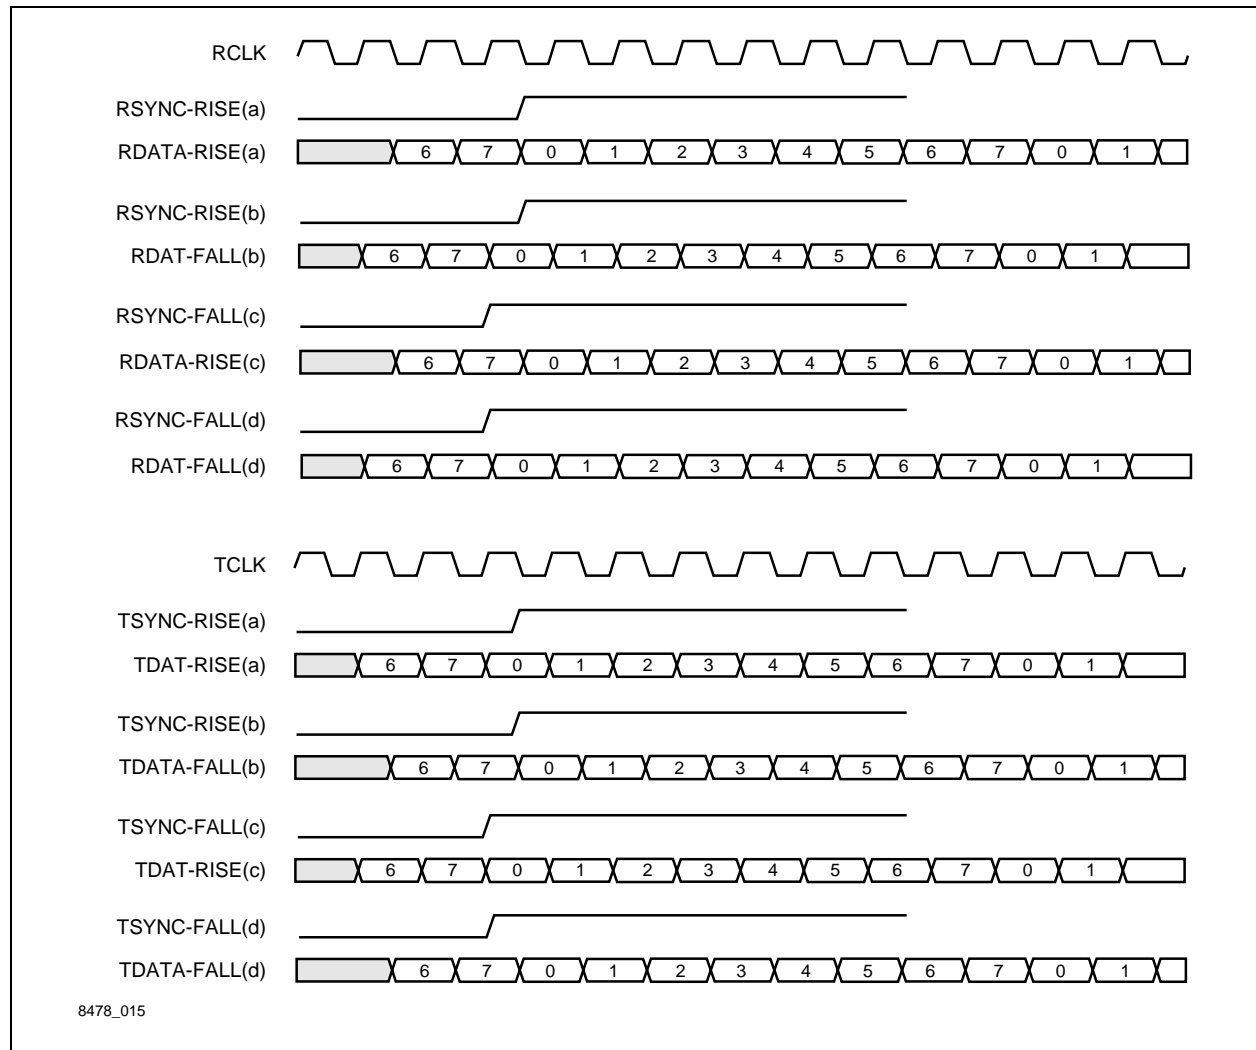 RCLK
RSYNC-RISE(a)
RDATA-RISE(a) 6 7 0 1 2 3 4 5 6 7 0 1
RSYNC-RISE(b)
RDAT-FALL(b) 6 7 0 1 2 3 4 5 6 7 0 1
RSYNC-FALL(c)
RDATA-RISE(c) 6 7 0 1 2 3 4 5 6 7 0 1
RSYNC-FALL(d)
RDAT-FALL(d) 6 7 0 1 2 3 4 5 6 7 0 1
TCLK
TSYNC-RISE(a)
TDAT-RISE(a) 6 7 0 1 2 3 4 5 6 7 0 1
TSYNC-RISE(b)
TDATA-FALL(b) 6 7 0 1 2 3 4 5 6 7 0 1
TSYNC-FALL(c)
TDAT-RISE(c) 6 7 0 1 2 3 4 5 6 7 0 1
TSYNC-FALL(d)
TDATA-FALL(d) 6 7 0 1 2 3 4 5 6 7 0 1
8478_015